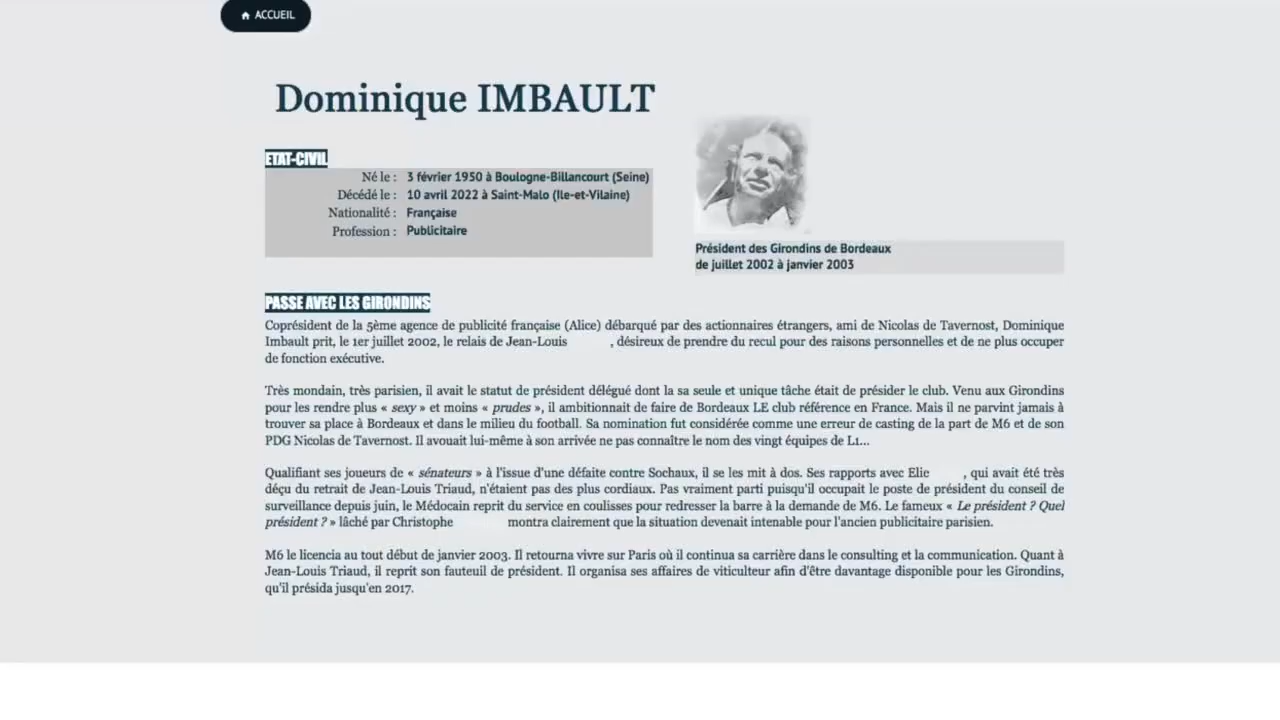 ACCUEIL
Dominique IMBAULT
ETAT-CIVIL
Né le : 3 février 1950 à Boulogne-Billancourt (Seine)
Décédé le : 10 avril 2022 à Saint-Malo (Ile-et-Vilaine)
Nationalité : Française
Profession : Publicitaire
Président des Girondins de Bordeaux
de juillet 2002 à janvier 2003
PASSE AVEC LES GIRONDINS
Coprésident de la 5ème agence de publicité française (Alice) débarqué par des actionnaires étrangers, ami de Nicolas de Tavernost, Dominique
Imbault prit, le 1er juillet 2002, le relais de Jean-Louis , désireux de prendre du recul pour des raisons personnelles et de ne plus occuper
de fonction exécutive.
Très mondain, très parisien, il avait le statut de président délégué dont la sa seule et unique tâche était de présider le club. Venu aux Girondins
pour les rendre plus « sexy » et moins « prudes », il ambitionnait de faire de Bordeaux LE club référence en France. Mais il ne parvint jamais à
trouver sa place à Bordeaux et dans le milieu du football. Sa nomination fut considérée comme une erreur de casting de la part de M6 et de son
PDG Nicolas de Tavernost. Il avouait lui-même à son arrivée ne pas connaître le nom des vingt équipes de L1...
Qualifiant ses joueurs de « sénateurs » à l'issue d'une défaite contre Sochaux, il se les mit à dos. Ses rapports avec Elie , qui avait été très
déçu du retrait de Jean-Louis Triaud, n'étaient pas des plus cordiaux. Pas vraiment parti puisqu'il occupait le poste de président du conseil de
surveillance depuis juin, le Médocain reprit du service en coulisses pour redresser la barre à la demande de M6. Le fameux « Le président ? Quel
président ? » lâché par Christophe montra clairement que la situation devenait intenable pour l'ancien publicitaire parisien.
M6 le licencia au tout début de janvier 2003. Il retourna vivre sur Paris où il continua sa carrière dans le consulting et la communication. Quant à
Jean-Louis Triaud, il reprit son fauteuil de président. Il organisa ses affaires de viticulteur afin d'être davantage disponible pour les Girondins,
qu'il présida jusqu'en 2017.